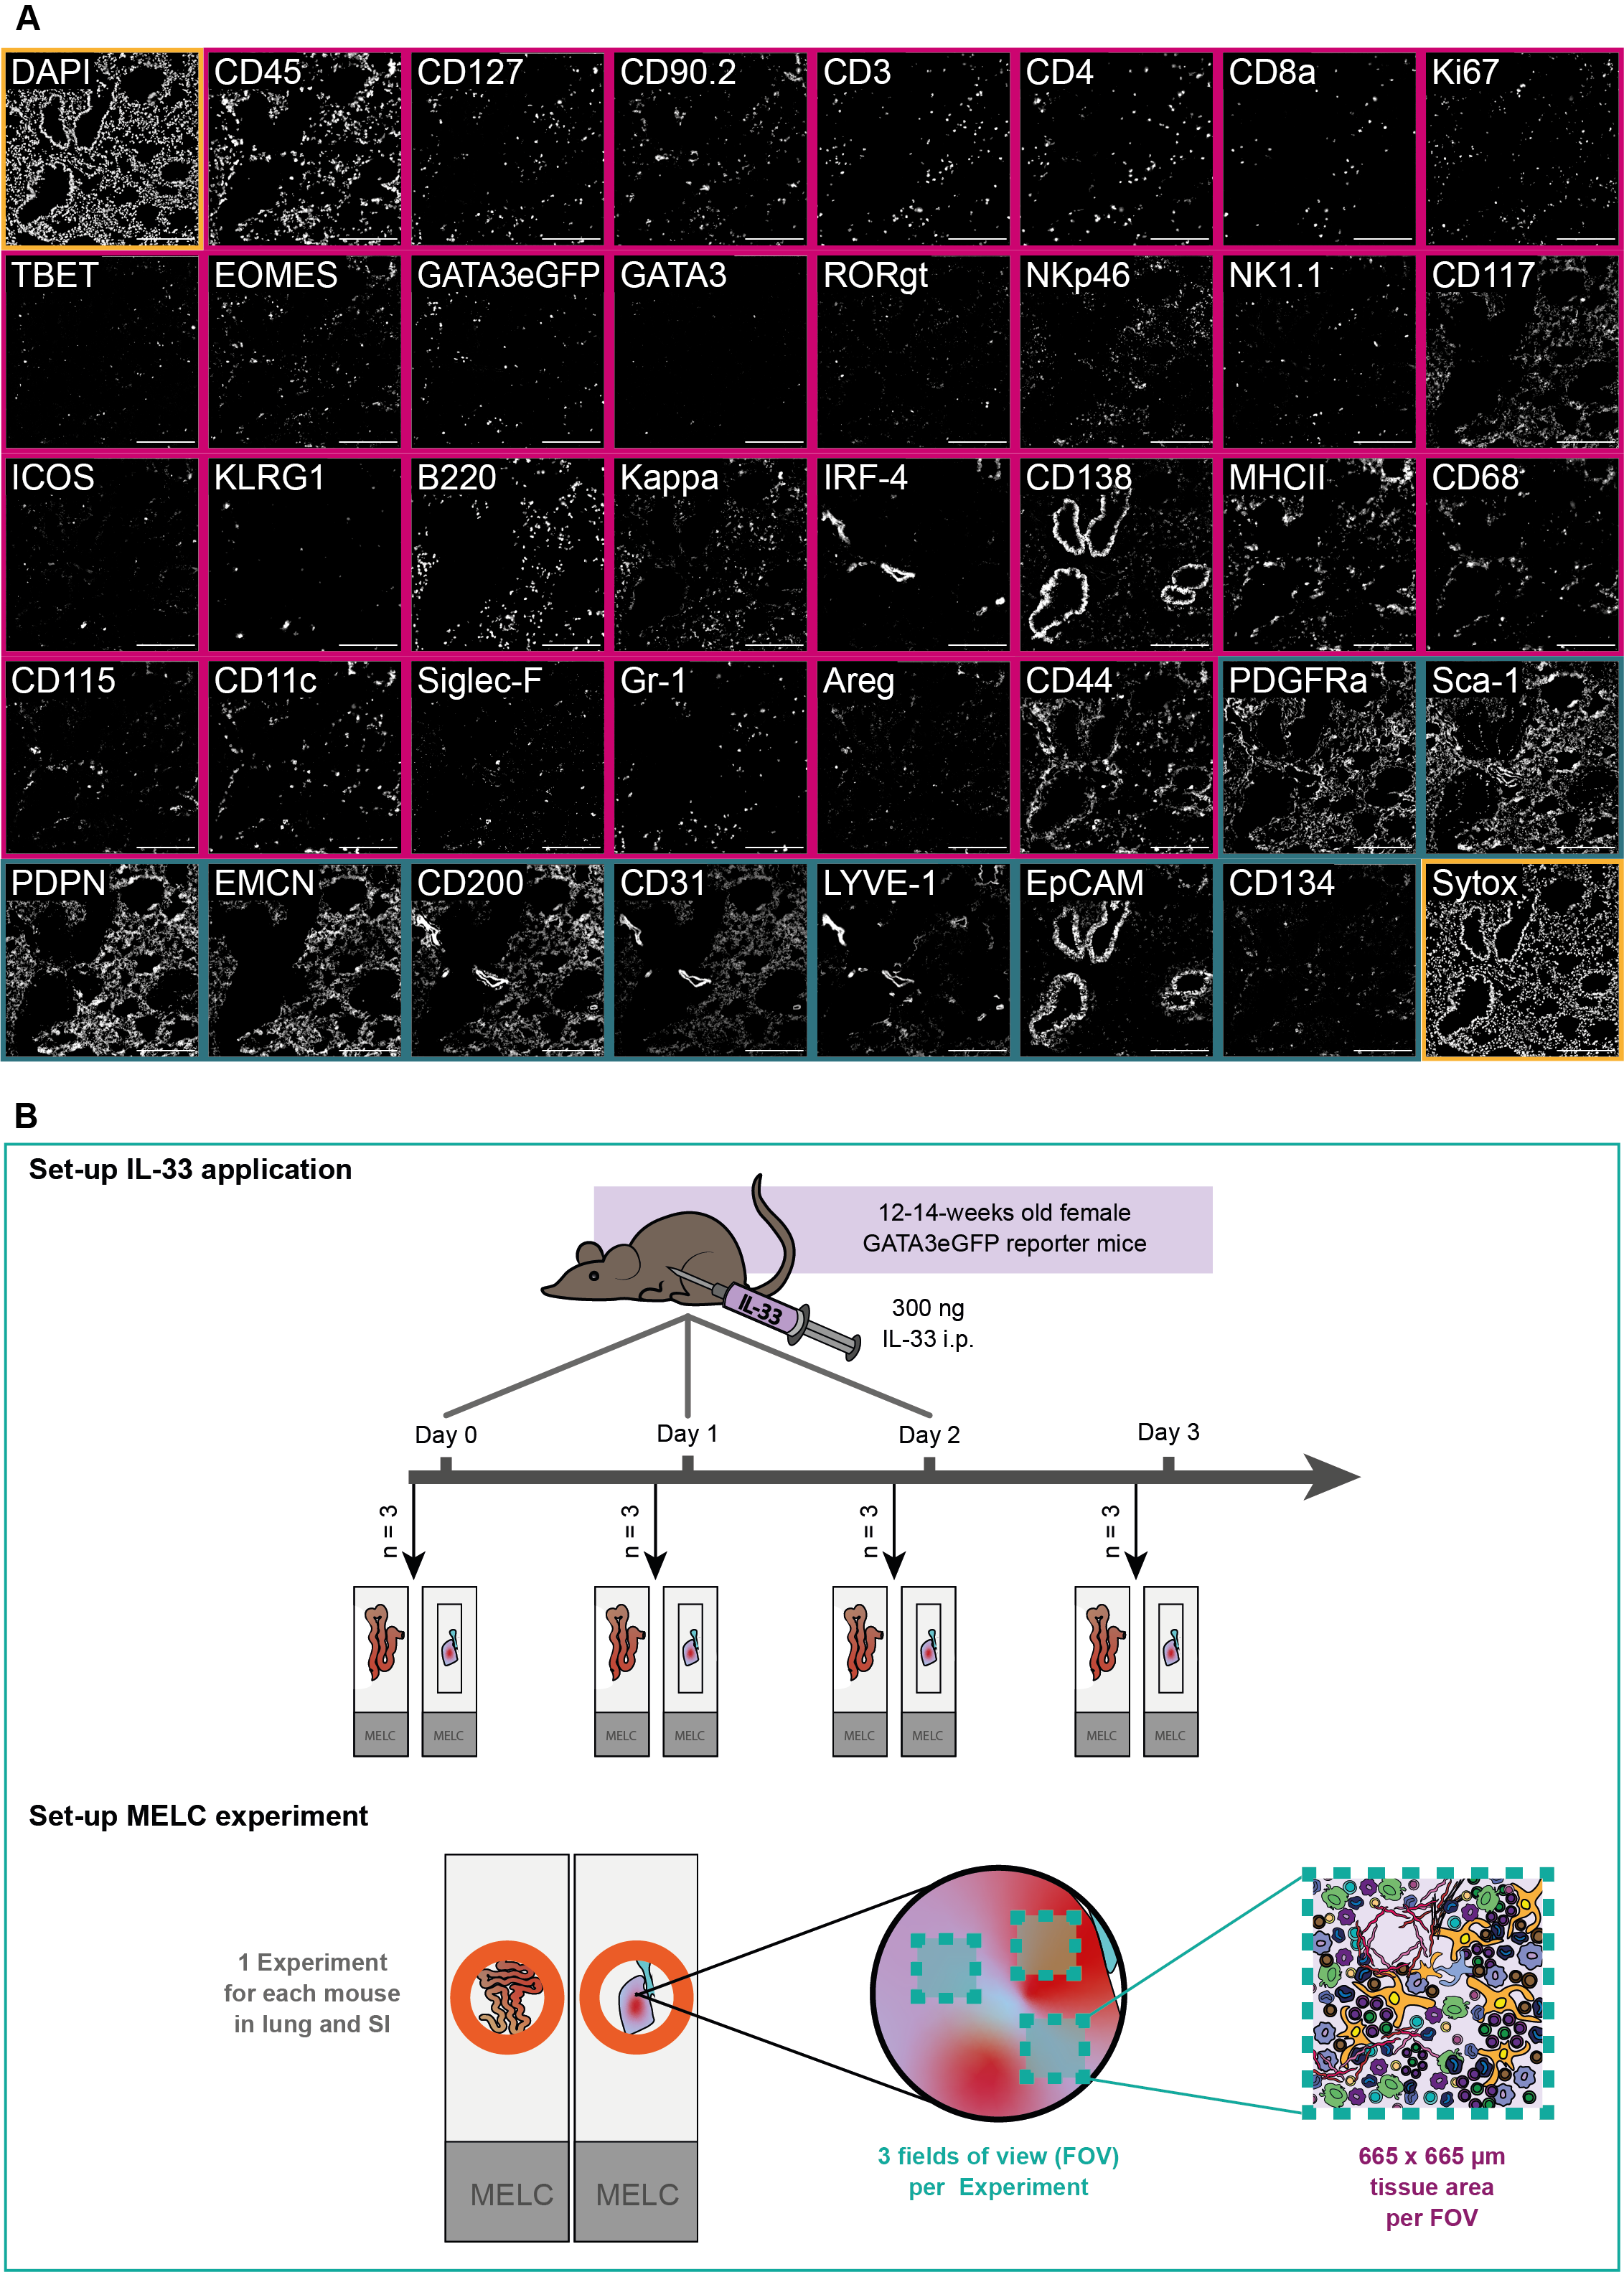 A
DAPI
CD45
CD127
CD90.2
CD3
CD4
CD8a
Ki67
TBET
EOMES
GATA3eGFP
GATA3
RORgt
NKp46
NK1.1
CD117
ICOS
KLRG1
B220
Kappa
IRF-4
CD138
MHCII
CD68
CD115
CD11c
Siglec-F
Gr-1
Areg
CD44
PDGFRa
Sca-1
PDPN
EMCN
CD200
CD31
LYVE-1
EpCAM
CD134
Sytox
B
Set-up IL-33 application
12-14-weeks old female
GATA3eGFP reporter mice
IL-33
300 ng
IL-33 i.p.
Day 0
Day 1
Day 2
Day 3
n = 3
n = 3
n = 3
n = 3
MELC
MELC
MELC
MELC
MELC
MELC
MELC
MELC
Set-up MELC experiment
1 Experiment
for each mouse
in lung and SI
MELC
MELC
3 fields of view (FOV)
per Experiment
665 x 665 µm
tissue area
per FOV